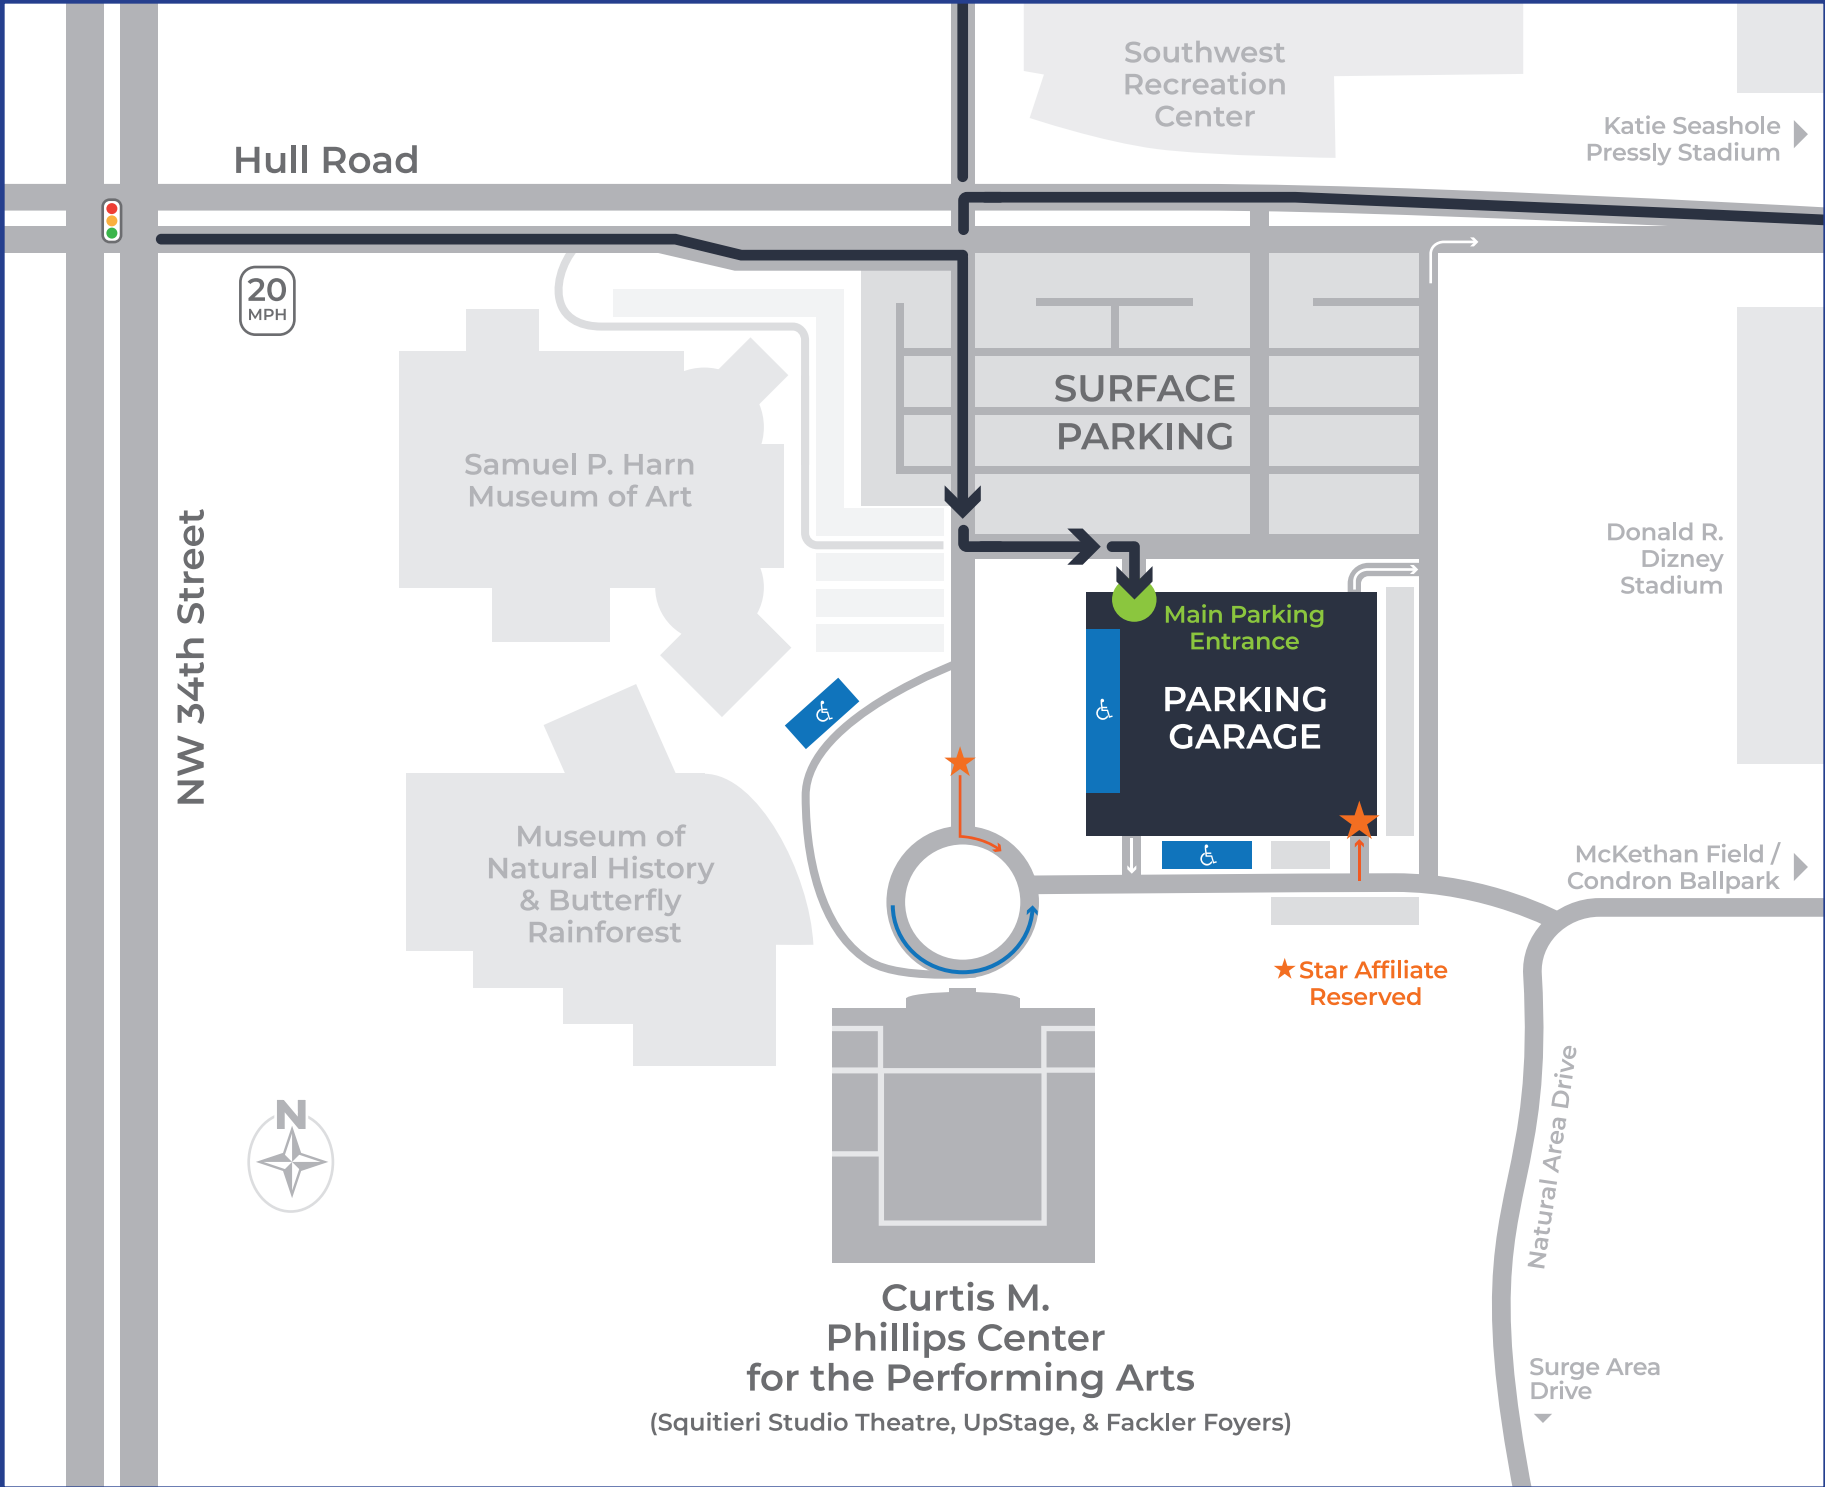 Southwest
Recreation
Center
Katie Seashole
Pressly Stadium
Hull Road
20
MPH
SURFACE
PARKING
Samuel P. Harn
Museum of Art
NW 34th Street
Donald R.
Dizney
Stadium
Main Parking
Entrance
PARKING
GARAGE
Museum of
Natural History
& Butterfly
Rainforest
McKethan Field /
Condron Ballpark
★ Star Affiliate
Reserved
Natural Area Drive
N
Curtis M.
Phillips Center
for the Performing Arts
(Squitieri Studio Theatre, UpStage, & Fackler Foyers)
Surge Area
Drive